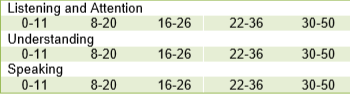 Listening and Attention
0-11 8-20 16-26 22-36 30-50
Understanding
0-11 8-20 16-26 22-36 30-50
Speaking
0-11 8-20 16-26 22-36 30-50